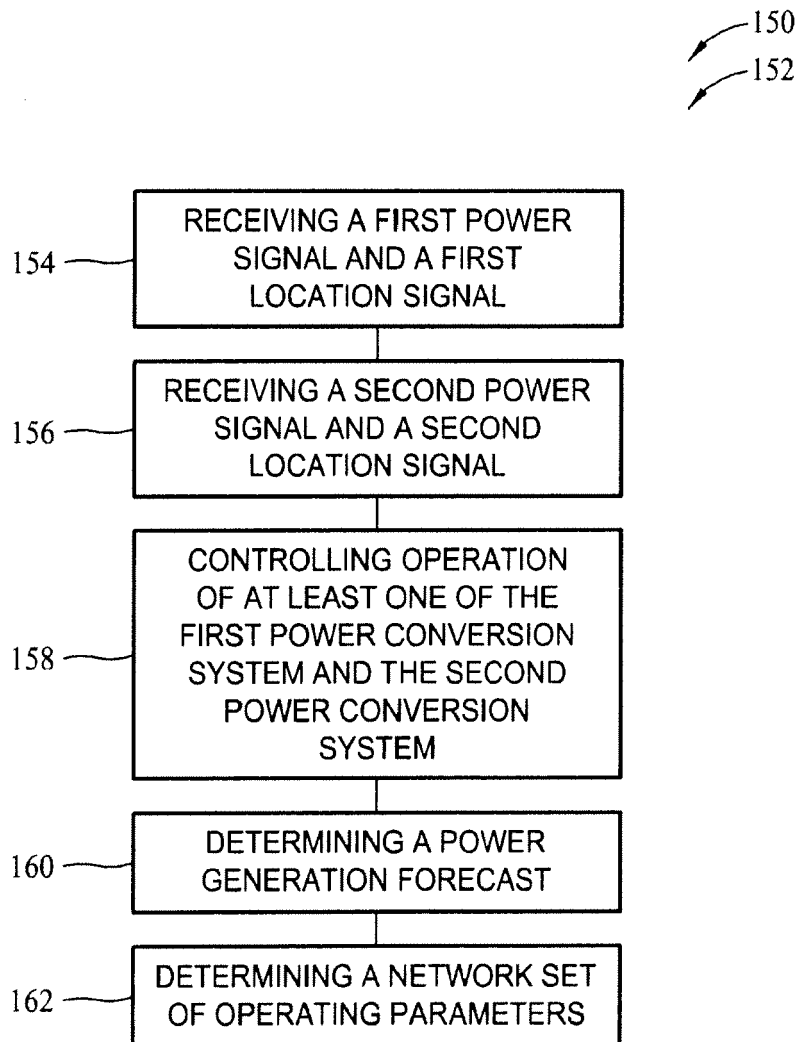 150
152
154
RECEIVING A FIRST POWER
SIGNAL AND A FIRST
LOCATION SIGNAL
156
RECEIVING A SECOND POWER
SIGNAL AND A SECOND
LOCATION SIGNAL
158
CONTROLLING OPERATION
OF AT LEAST ONE OF THE
FIRST POWER CONVERSION
SYSTEM AND THE SECOND
POWER CONVERSION
SYSTEM
160
DETERMINING A POWER
GENERATION FORECAST
162
DETERMINING A NETWORK SET
OF OPERATING PARAMETERS